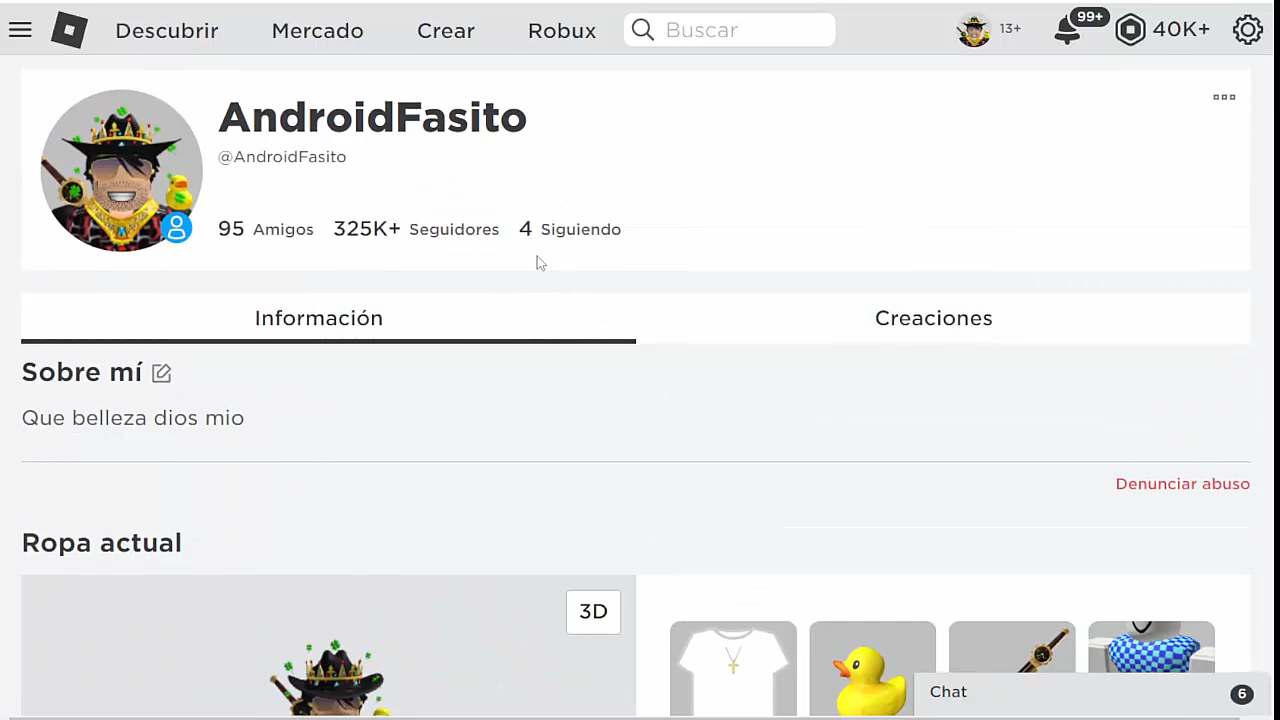 Descubrir Mercado Crear Robux Buscar 13+ 99+ 40K+
AndroidFasito
@AndroidFasito
95 Amigos 325K+ Seguidores 4 Siguiendo
Información Creaciones
Sobre mí
Que belleza dios mio
Denunciar abuso
Ropa actual
3D
Chat 6